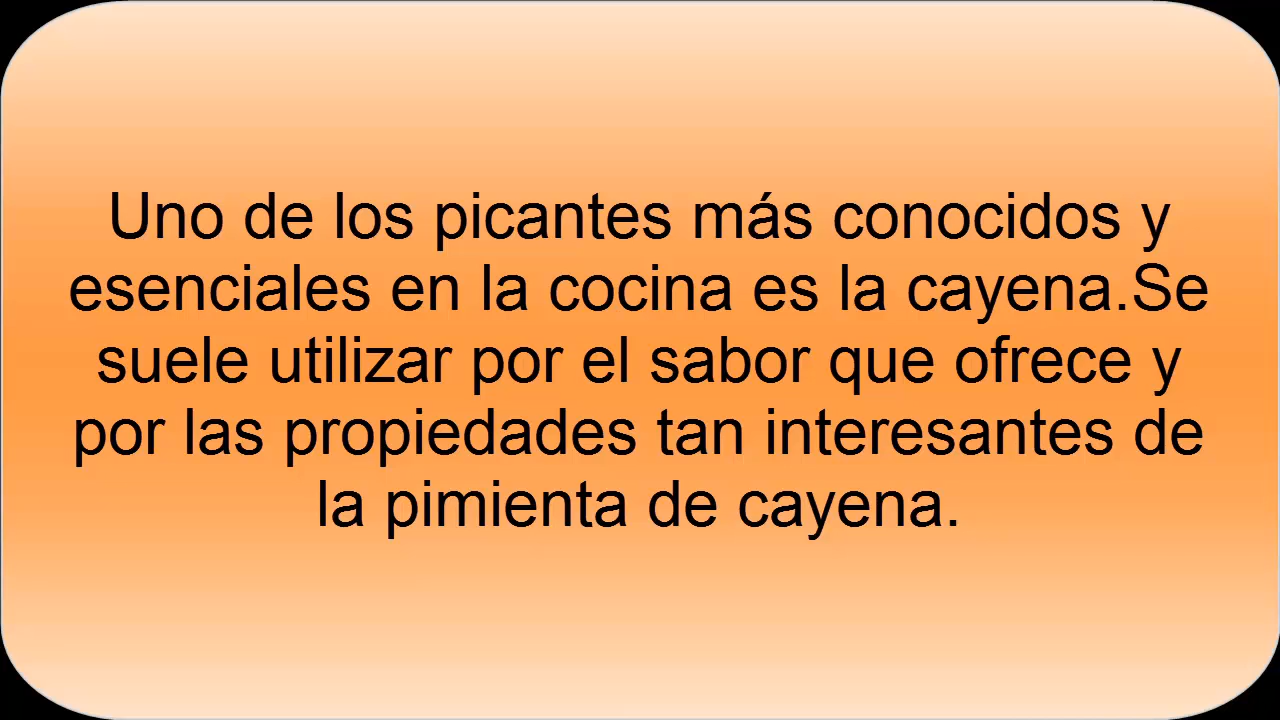 Uno de los picantes más conocidos y
esenciales en la cocina es la cayena.Se
suele utilizar por el sabor que ofrece y
por las propiedades tan interesantes de
la pimienta de cayena.